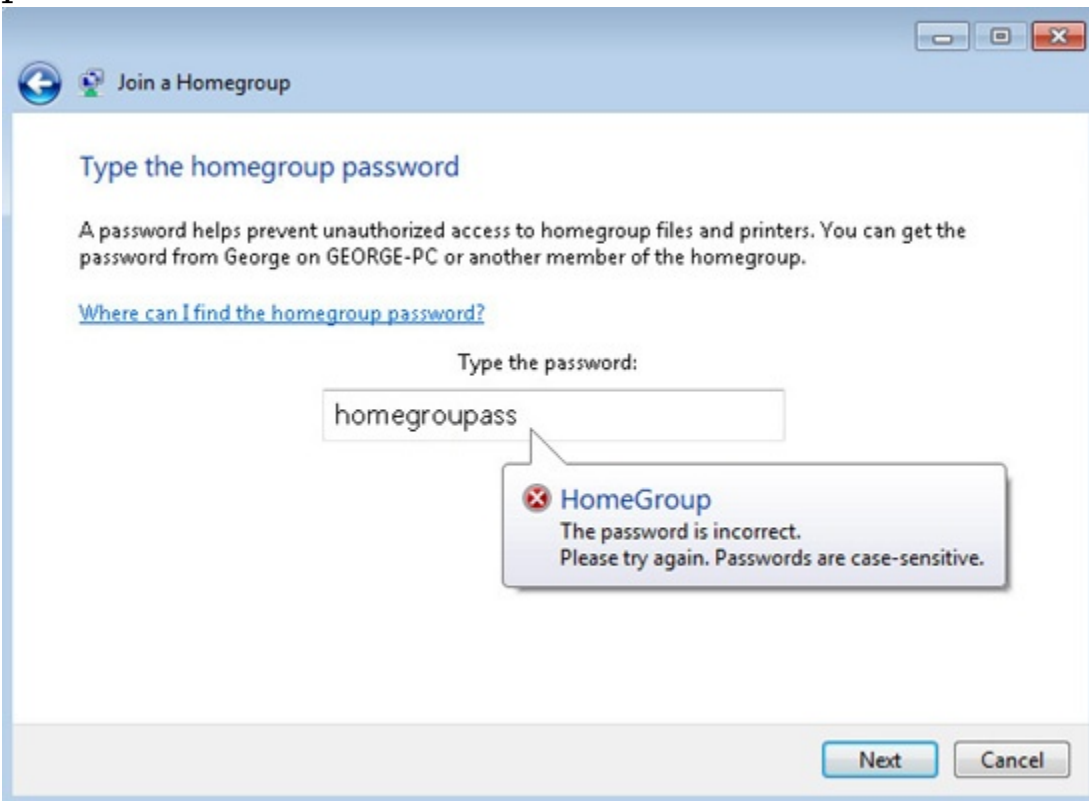 Join a Homegroup
Type the homegroup password
A password helps prevent unauthorized access to homegroup files and printers. You can get the
password from George on GEORGE-PC or another member of the homegroup.
Where can I find the homegroup password?
Type the password:
homegroupass
HomeGroup
The password is incorrect.
Please try again. Passwords are case-sensitive.
Next
Cancel